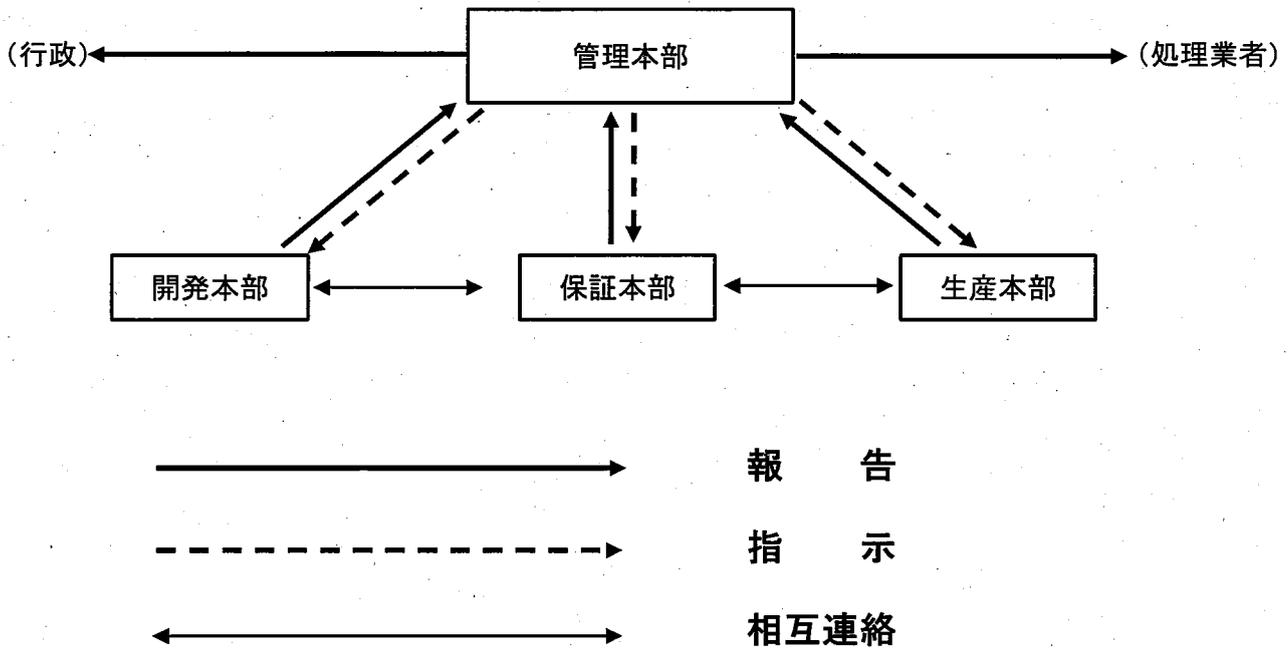 (行政)
管理本部
(処理業者)
開発本部
保証本部
生産本部
報　告
指　示
相互連絡